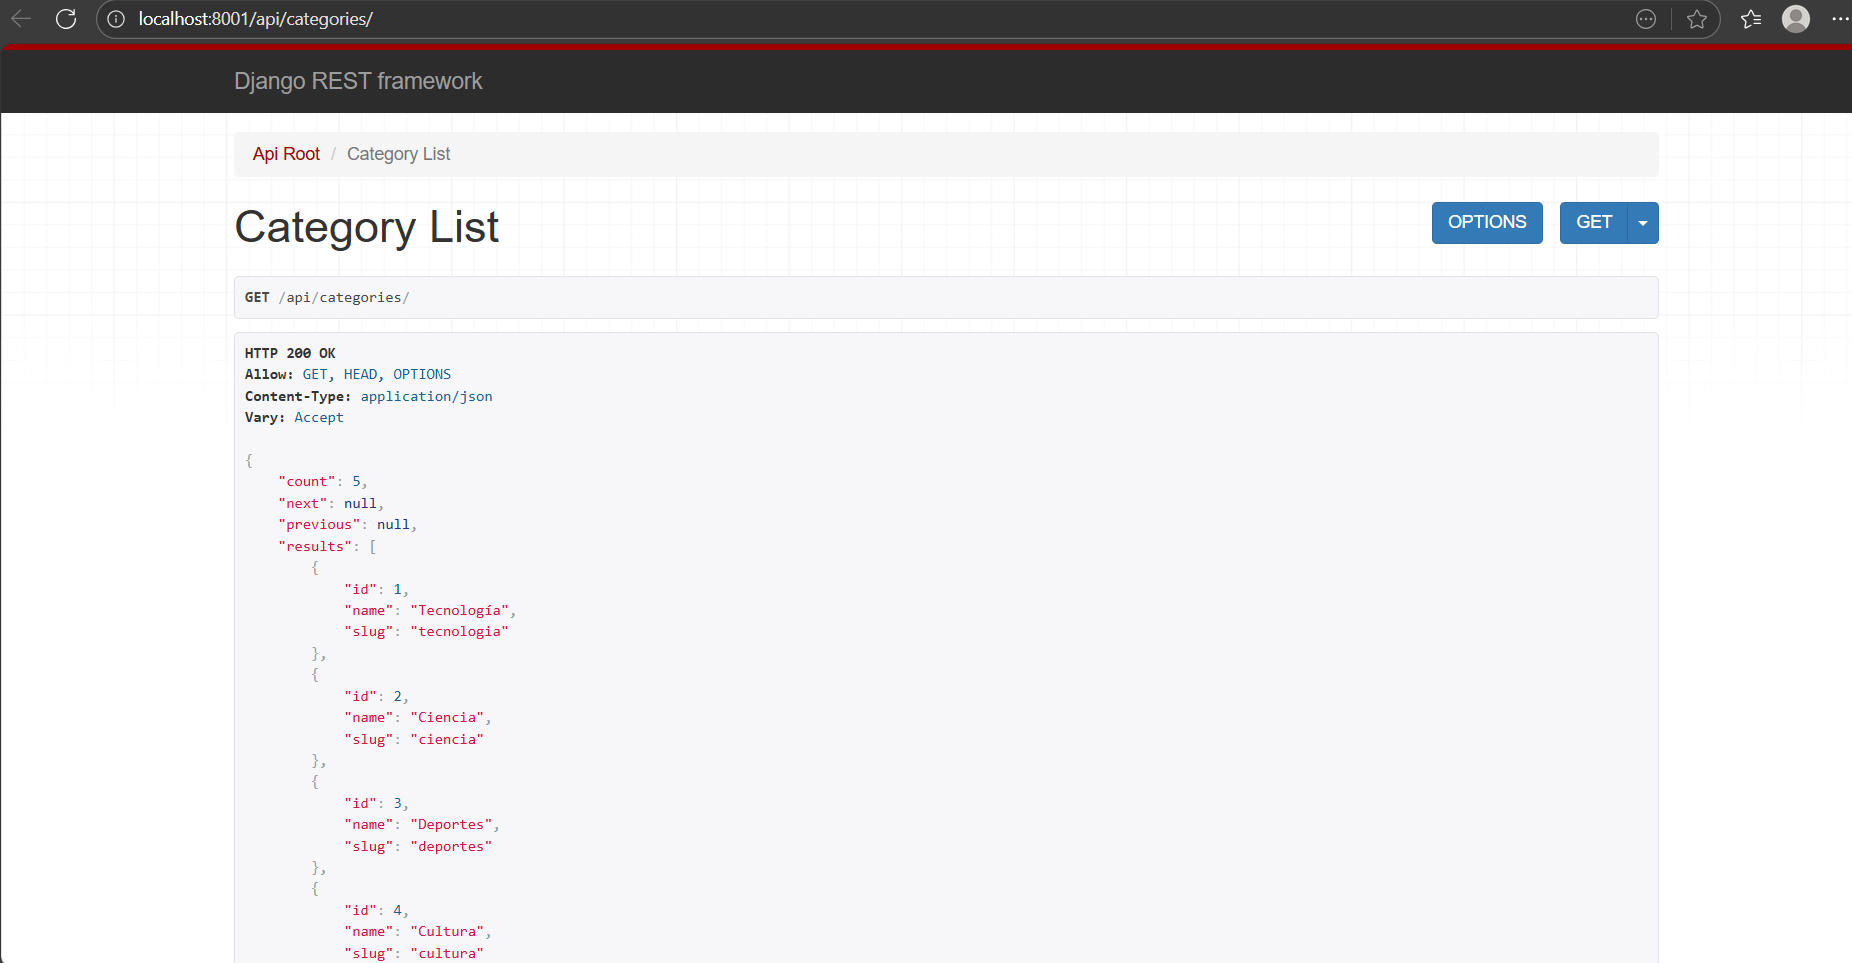 localhost:8001/api/categories/
Django REST framework
Api Root / Category List
Category List
OPTIONS
GET
GET /api/categories/
HTTP 200 OK
Allow: GET, HEAD, OPTIONS
Content-Type: application/json
Vary: Accept
{
    "count": 5,
    "next": null,
    "previous": null,
    "results": [
        {
            "id": 1,
            "name": "Tecnología",
            "slug": "tecnologia"
        },
        {
            "id": 2,
            "name": "Ciencia",
            "slug": "ciencia"
        },
        {
            "id": 3,
            "name": "Deportes",
            "slug": "deportes"
        },
        {
            "id": 4,
            "name": "Cultura",
            "slug": "cultura"